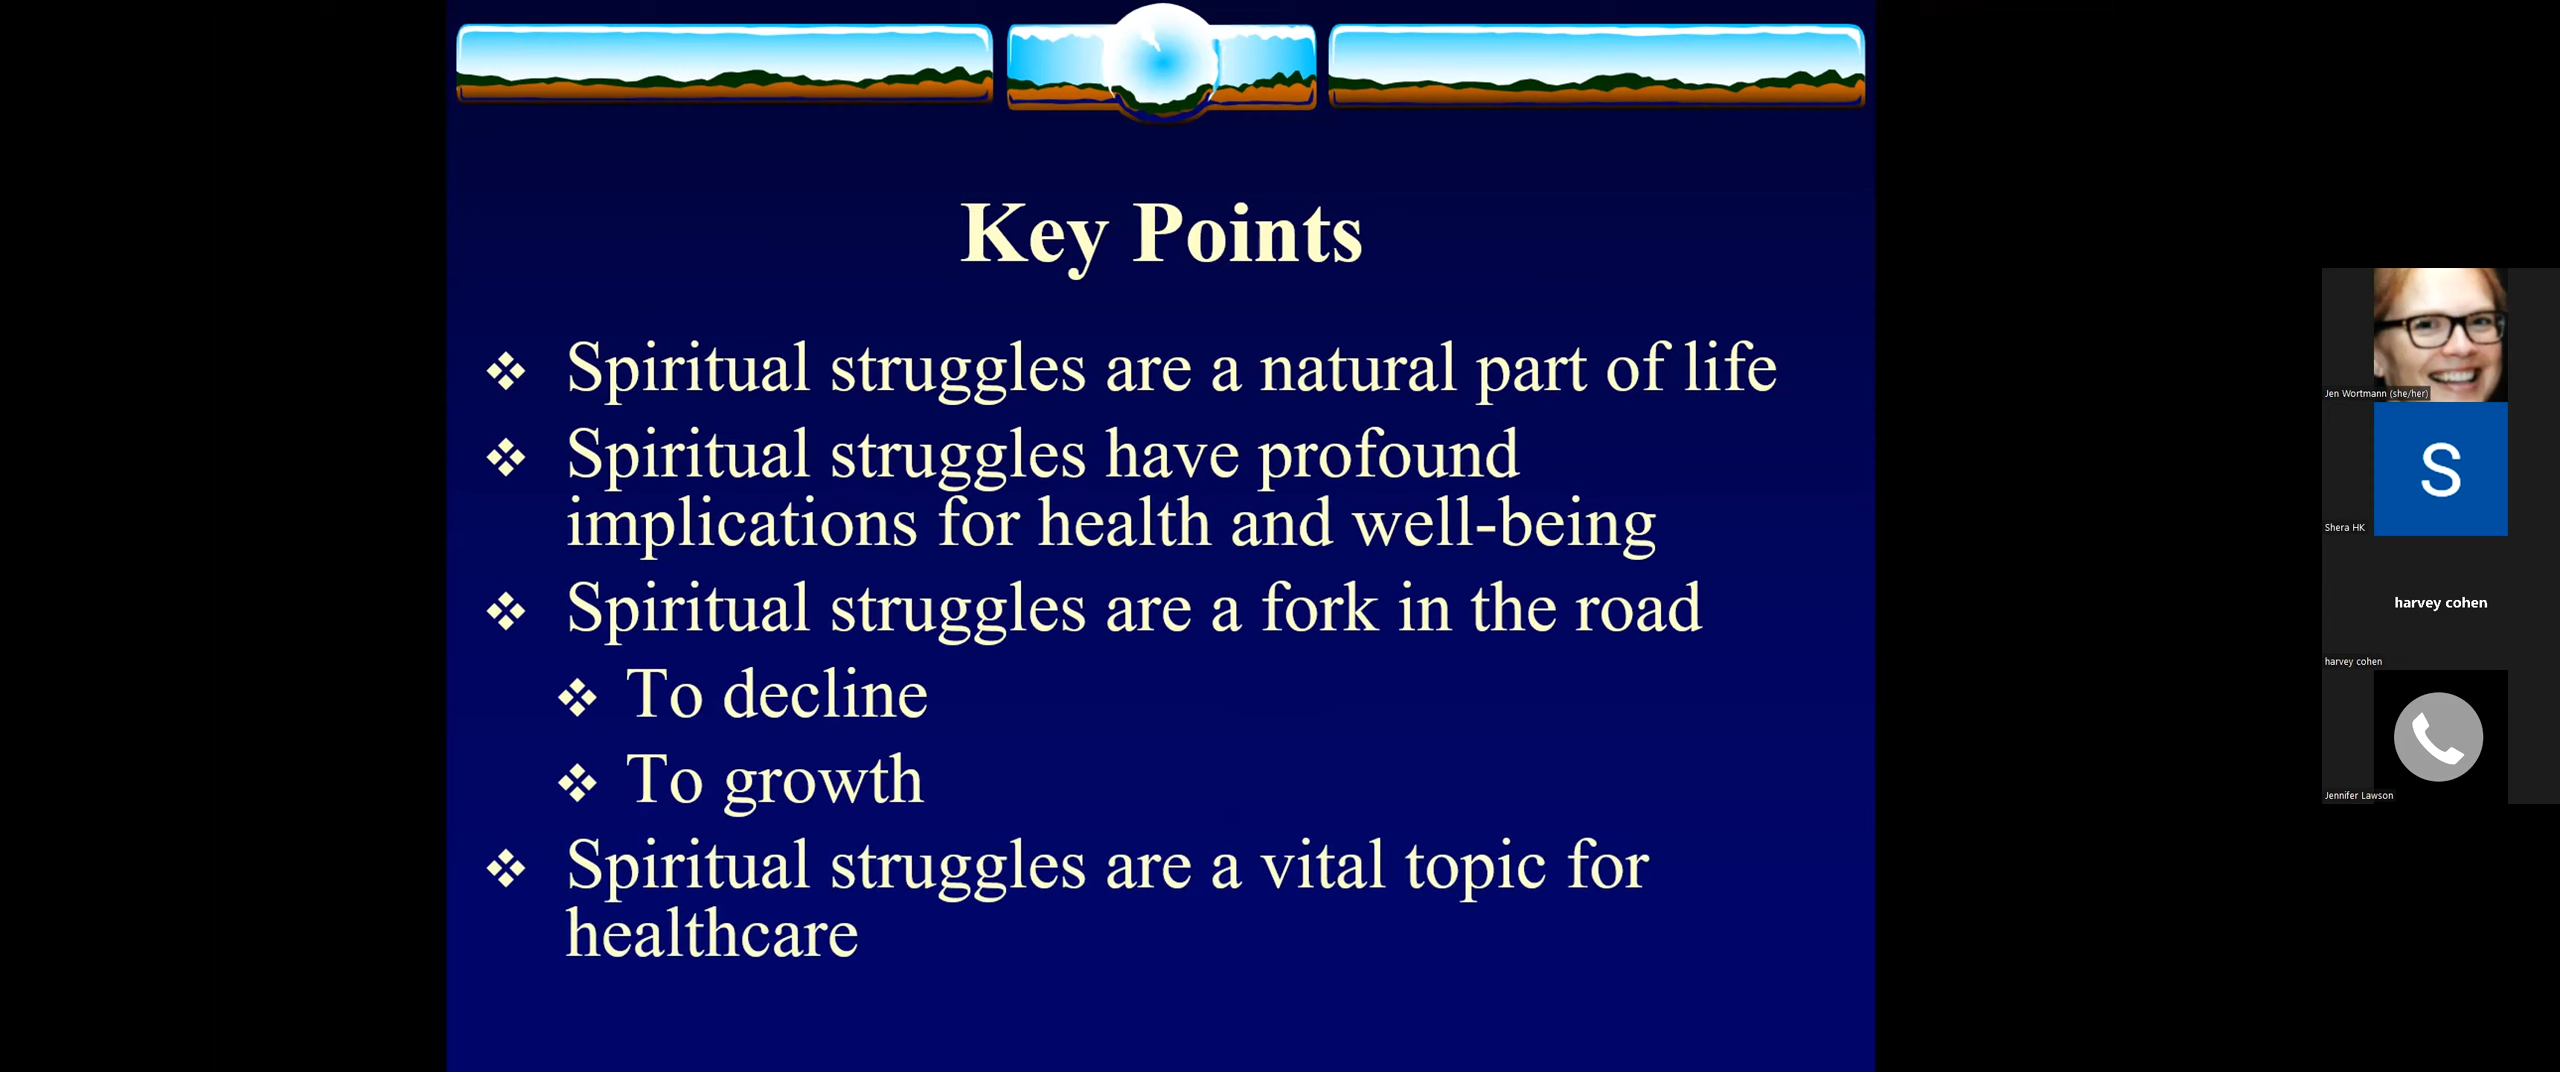 Key Points
❖ Spiritual struggles are a natural part of life
❖ Spiritual struggles have profound
implications for health and well-being
❖ Spiritual struggles are a fork in the road
❖ To decline
❖ To growth
❖ Spiritual struggles are a vital topic for
healthcare
Jen Wortmann (she/her)
S
Shera HK
harvey cohen
harvey cohen
Jennifer Lawson